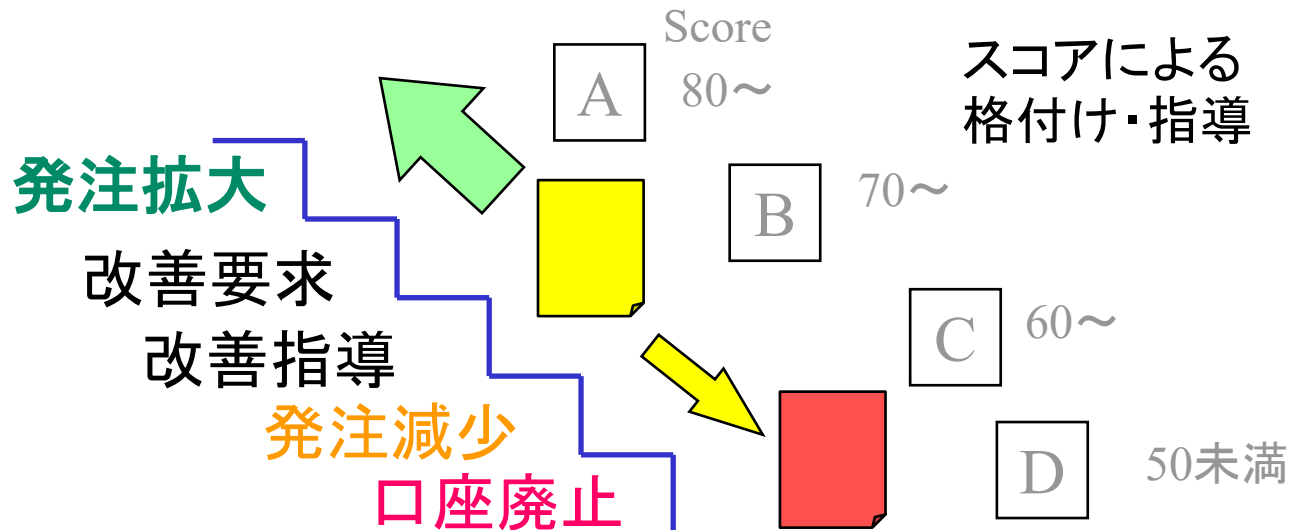 スコアによる
格付け・指導
Score
A
80～
B
70～
C
60～
D
50未満
発注拡大
改善要求
改善指導
発注減少
口座廃止